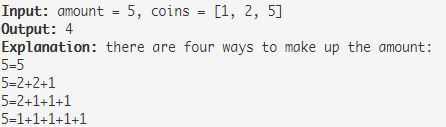 Input: amount = 5, coins = [1, 2, 5]
Output: 4
Explanation: there are four ways to make up the amount:
5=5
5=2+2+1
5=2+1+1+1
5=1+1+1+1+1